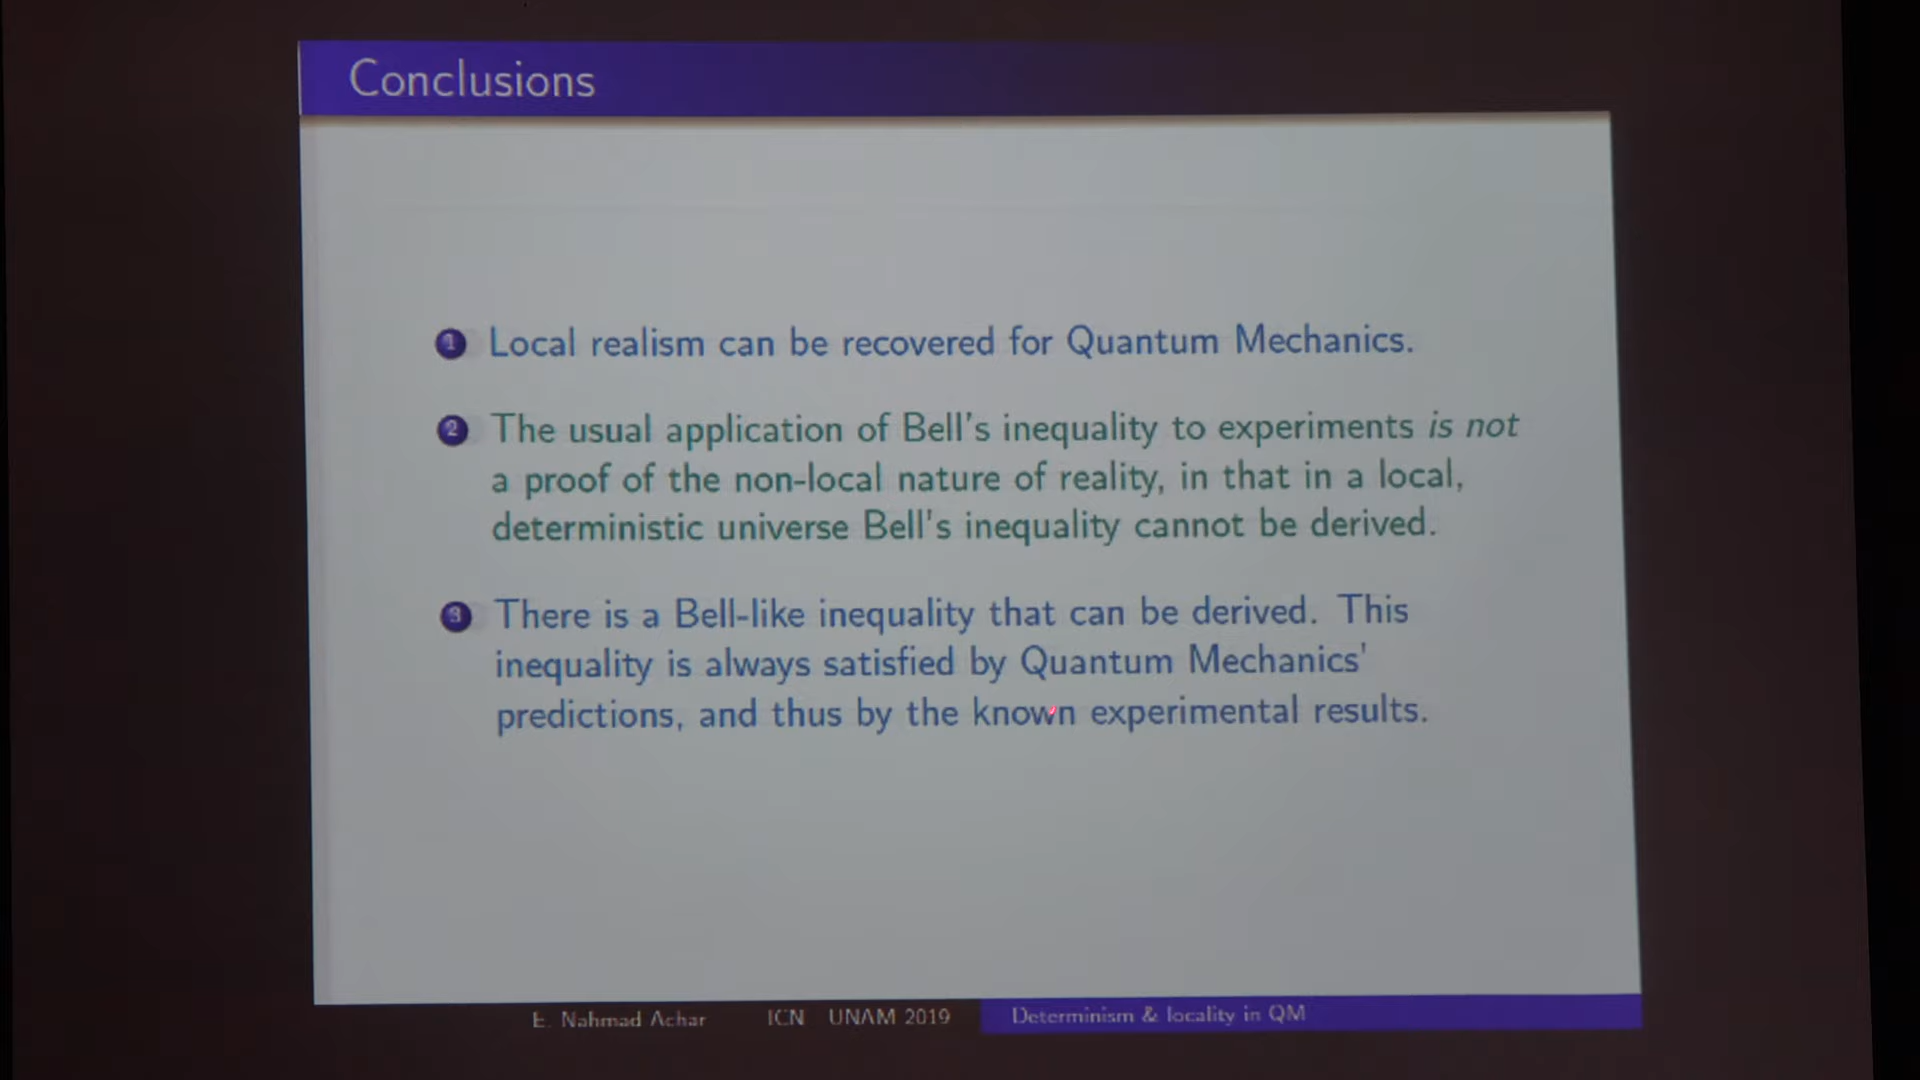 Conclusions
1 Local realism can be recovered for Quantum Mechanics.
2 The usual application of Bell's inequality to experiments is not
a proof of the non-local nature of reality, in that in a local,
deterministic universe Bell's inequality cannot be derived.
3 There is a Bell-like inequality that can be derived. This
inequality is always satisfied by Quantum Mechanics'
predictions, and thus by the known experimental results.
E. Nahmad Achar ICN UNAM 2019 Determinism & locality in QM